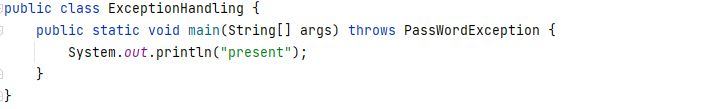 public class ExceptionHandling {
    public static void main(String[] args) throws PassWordException {
        System.out.println("present");
    }
}